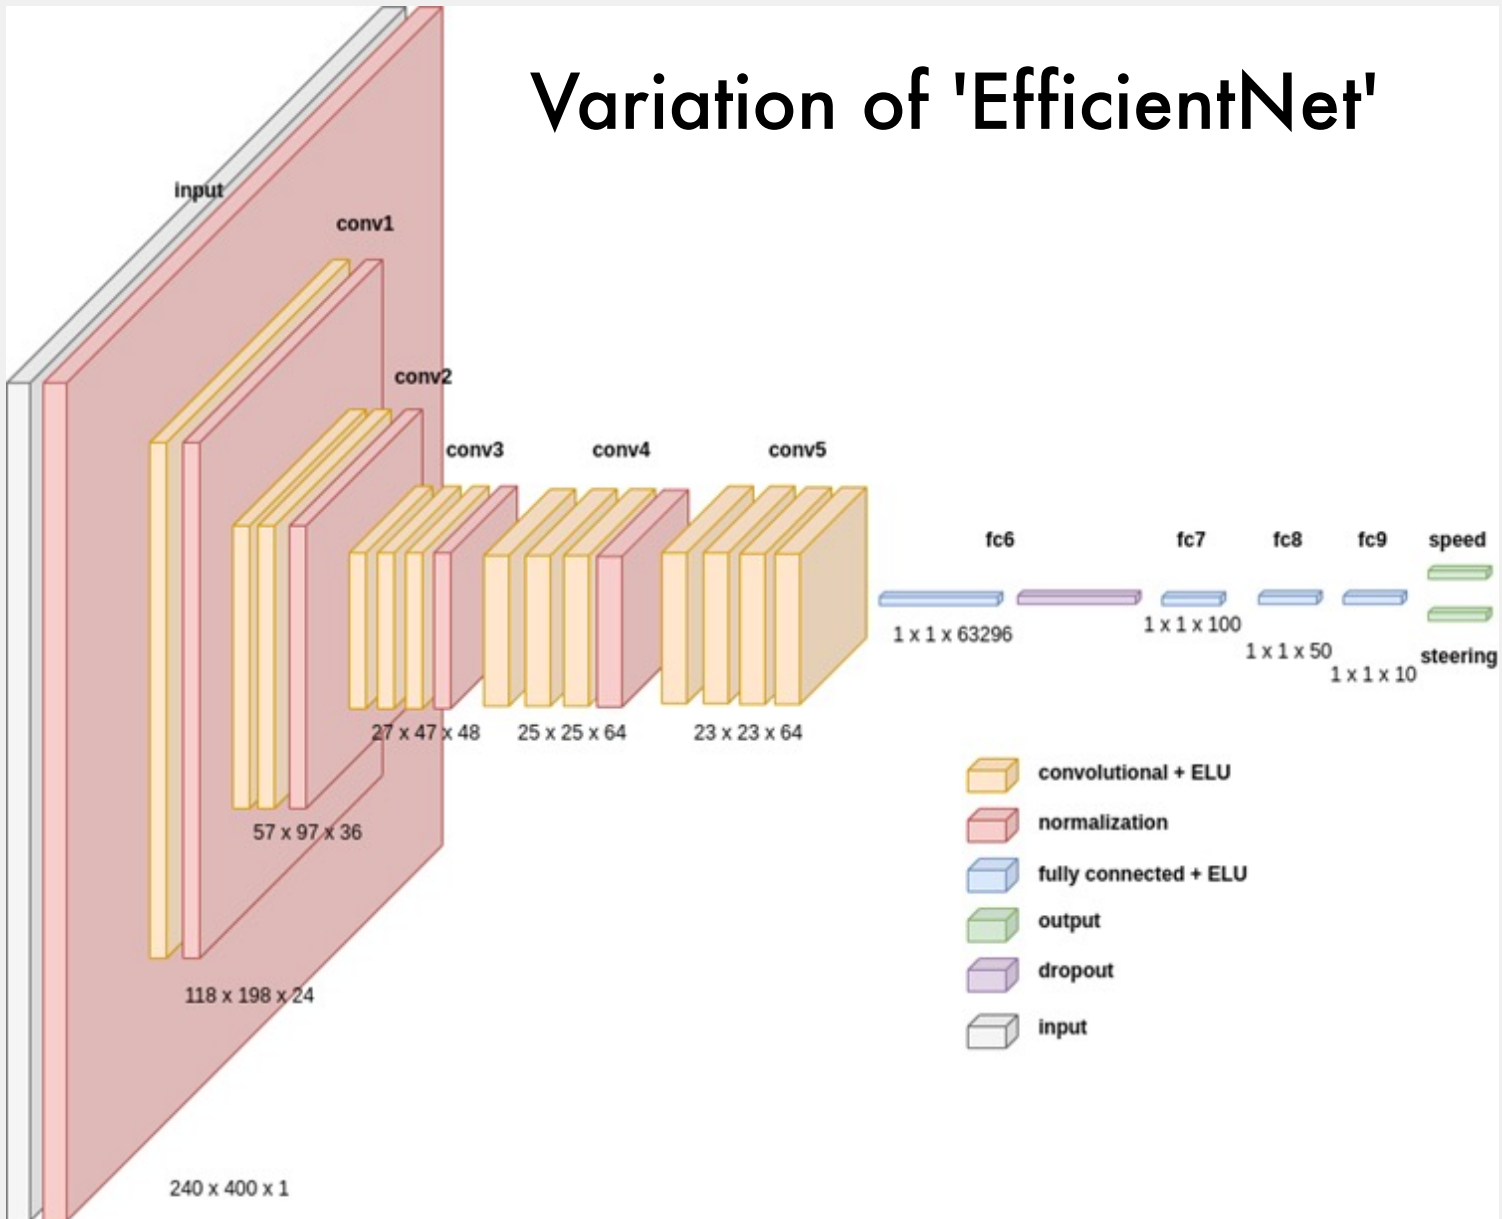 Variation of 'EfficientNet'
input
conv1
conv2
conv3
conv4
conv5
fc6
fc7
fc8
fc9
speed
steering
1 x 1 x 63296
1 x 1 x 100
1 x 1 x 50
1 x 1 x 10
27 x 47 x 48
25 x 25 x 64
23 x 23 x 64
57 x 97 x 36
118 x 198 x 24
240 x 400 x 1
convolutional + ELU
normalization
fully connected + ELU
output
dropout
input